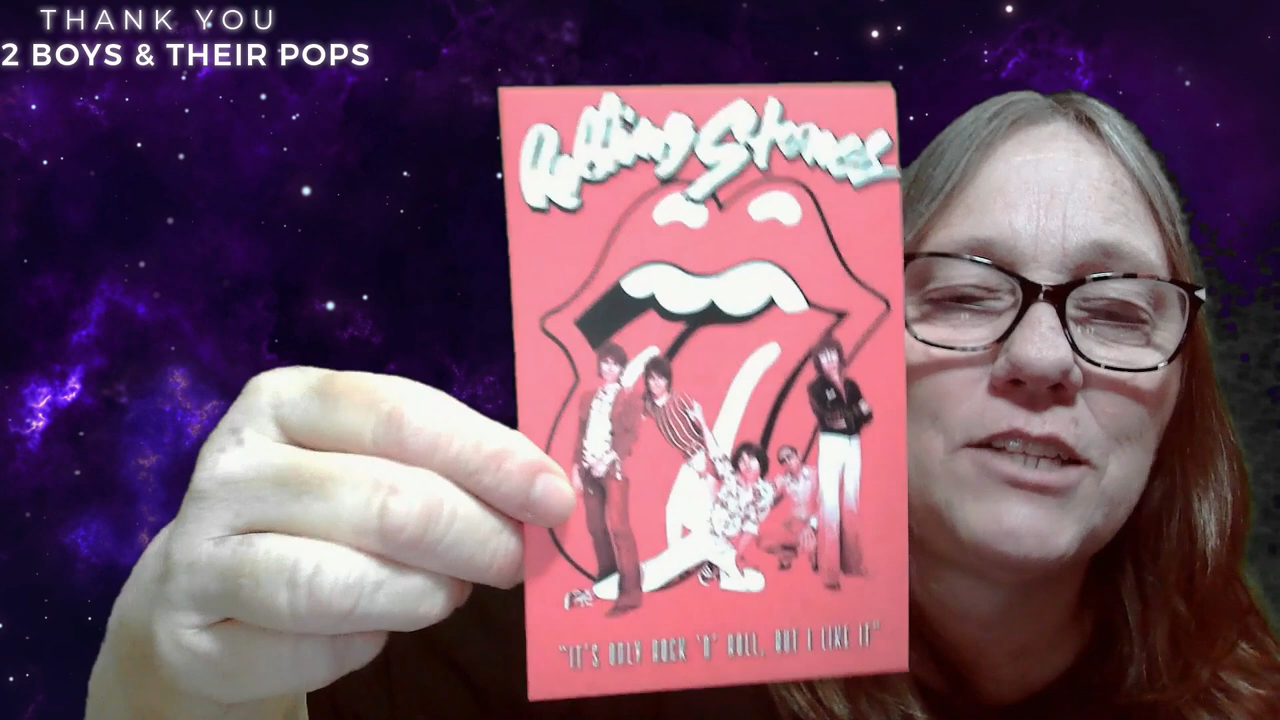 THANK YOU
2 BOYS & THEIR POPS
Rolling Stones
"IT'S ONLY ROCK 'N' ROLL, BUT I LIKE IT"